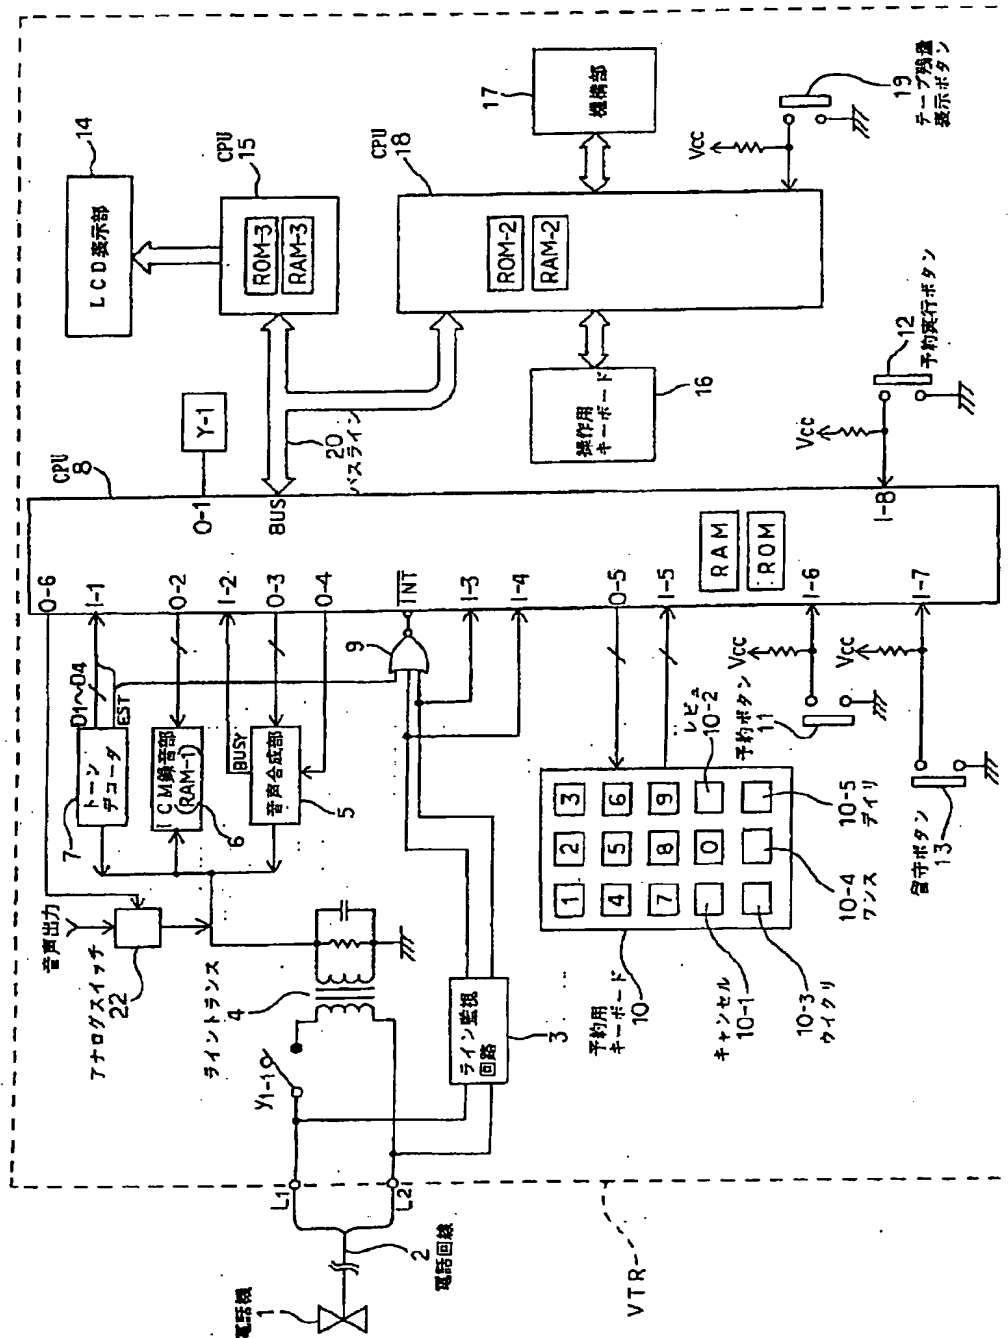 電話機
1
2
電話回線
VTR
L1
L2
Y1-1
ライントランス
4
アナログスイッチ
22
音声出力
ライン監視
回路
3
7
トーン
デコーダ
D1~D4
EST
ICM録音部
(RAM-1)
6
音声合成部
5
BUSY
9
CPU
8
O-6
I-1
O-2
I-2
O-3
O-4
INT
I-3
I-4
O-5
I-5
I-6
I-7
I-8
O-1
BUS
RAM
ROM
Y-1
20
バスライン
予約用
キーボード
10
1
2
3
4
5
6
7
8
9
0
キャンセル
10-1
レビュ
10-2
10-3
ウイクリ
10-4
ワンス
10-5
デイリ
予約ボタン
11
Vcc
Vcc
留守ボタン
13
Vcc
12
予約実行ボタン
LCD表示部
14
CPU
15
ROM-3
RAM-3
CPU
18
ROM-2
RAM-2
操作用
キーボード
16
機構部
17
Vcc
19
テープ残量
表示ボタン